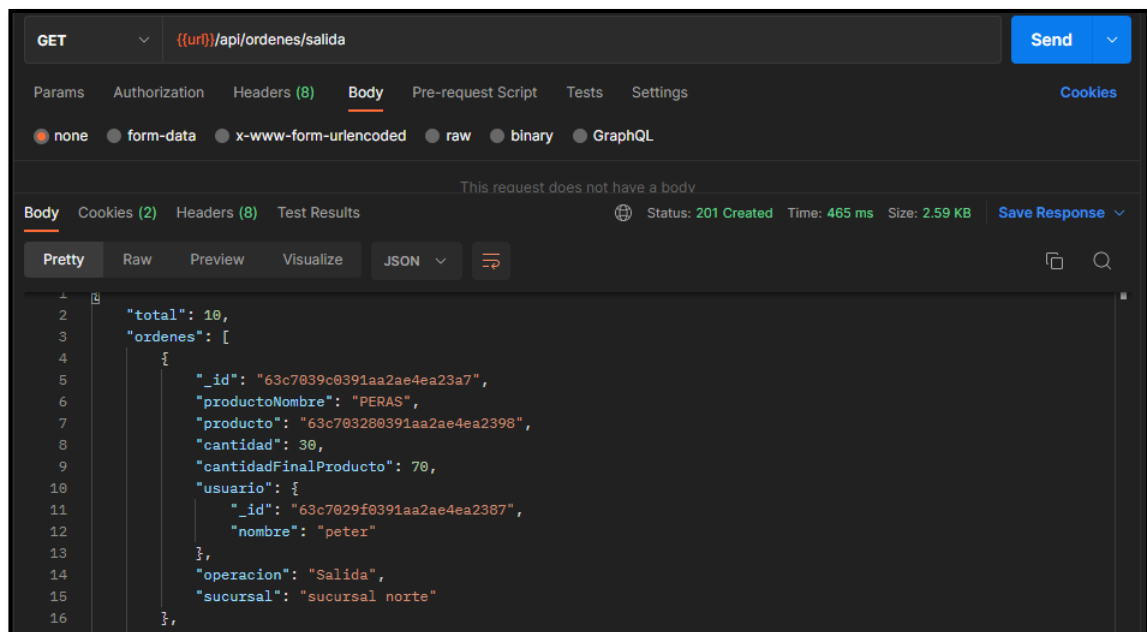 GET {{url}}/api/ordenes/salida Send
Params Authorization Headers (8) Body Pre-request Script Tests Settings Cookies
none form-data x-www-form-urlencoded raw binary GraphQL
This request does not have a body
Body Cookies (2) Headers (8) Test Results Status: 201 Created Time: 465 ms Size: 2.59 KB Save Response
Pretty Raw Preview Visualize JSON
1 {
2 "total": 10,
3 "ordenes": [
4 {
5 "_id": "63c7039c0391aa2ae4ea23a7",
6 "productoNombre": "PERAS",
7 "producto": "63c703280391aa2ae4ea2398",
8 "cantidad": 30,
9 "cantidadFinalProducto": 70,
10 "usuario": {
11 "_id": "63c7029f0391aa2ae4ea2387",
12 "nombre": "peter"
13 },
14 "operacion": "Salida",
15 "sucursal": "sucursal norte"
16 },